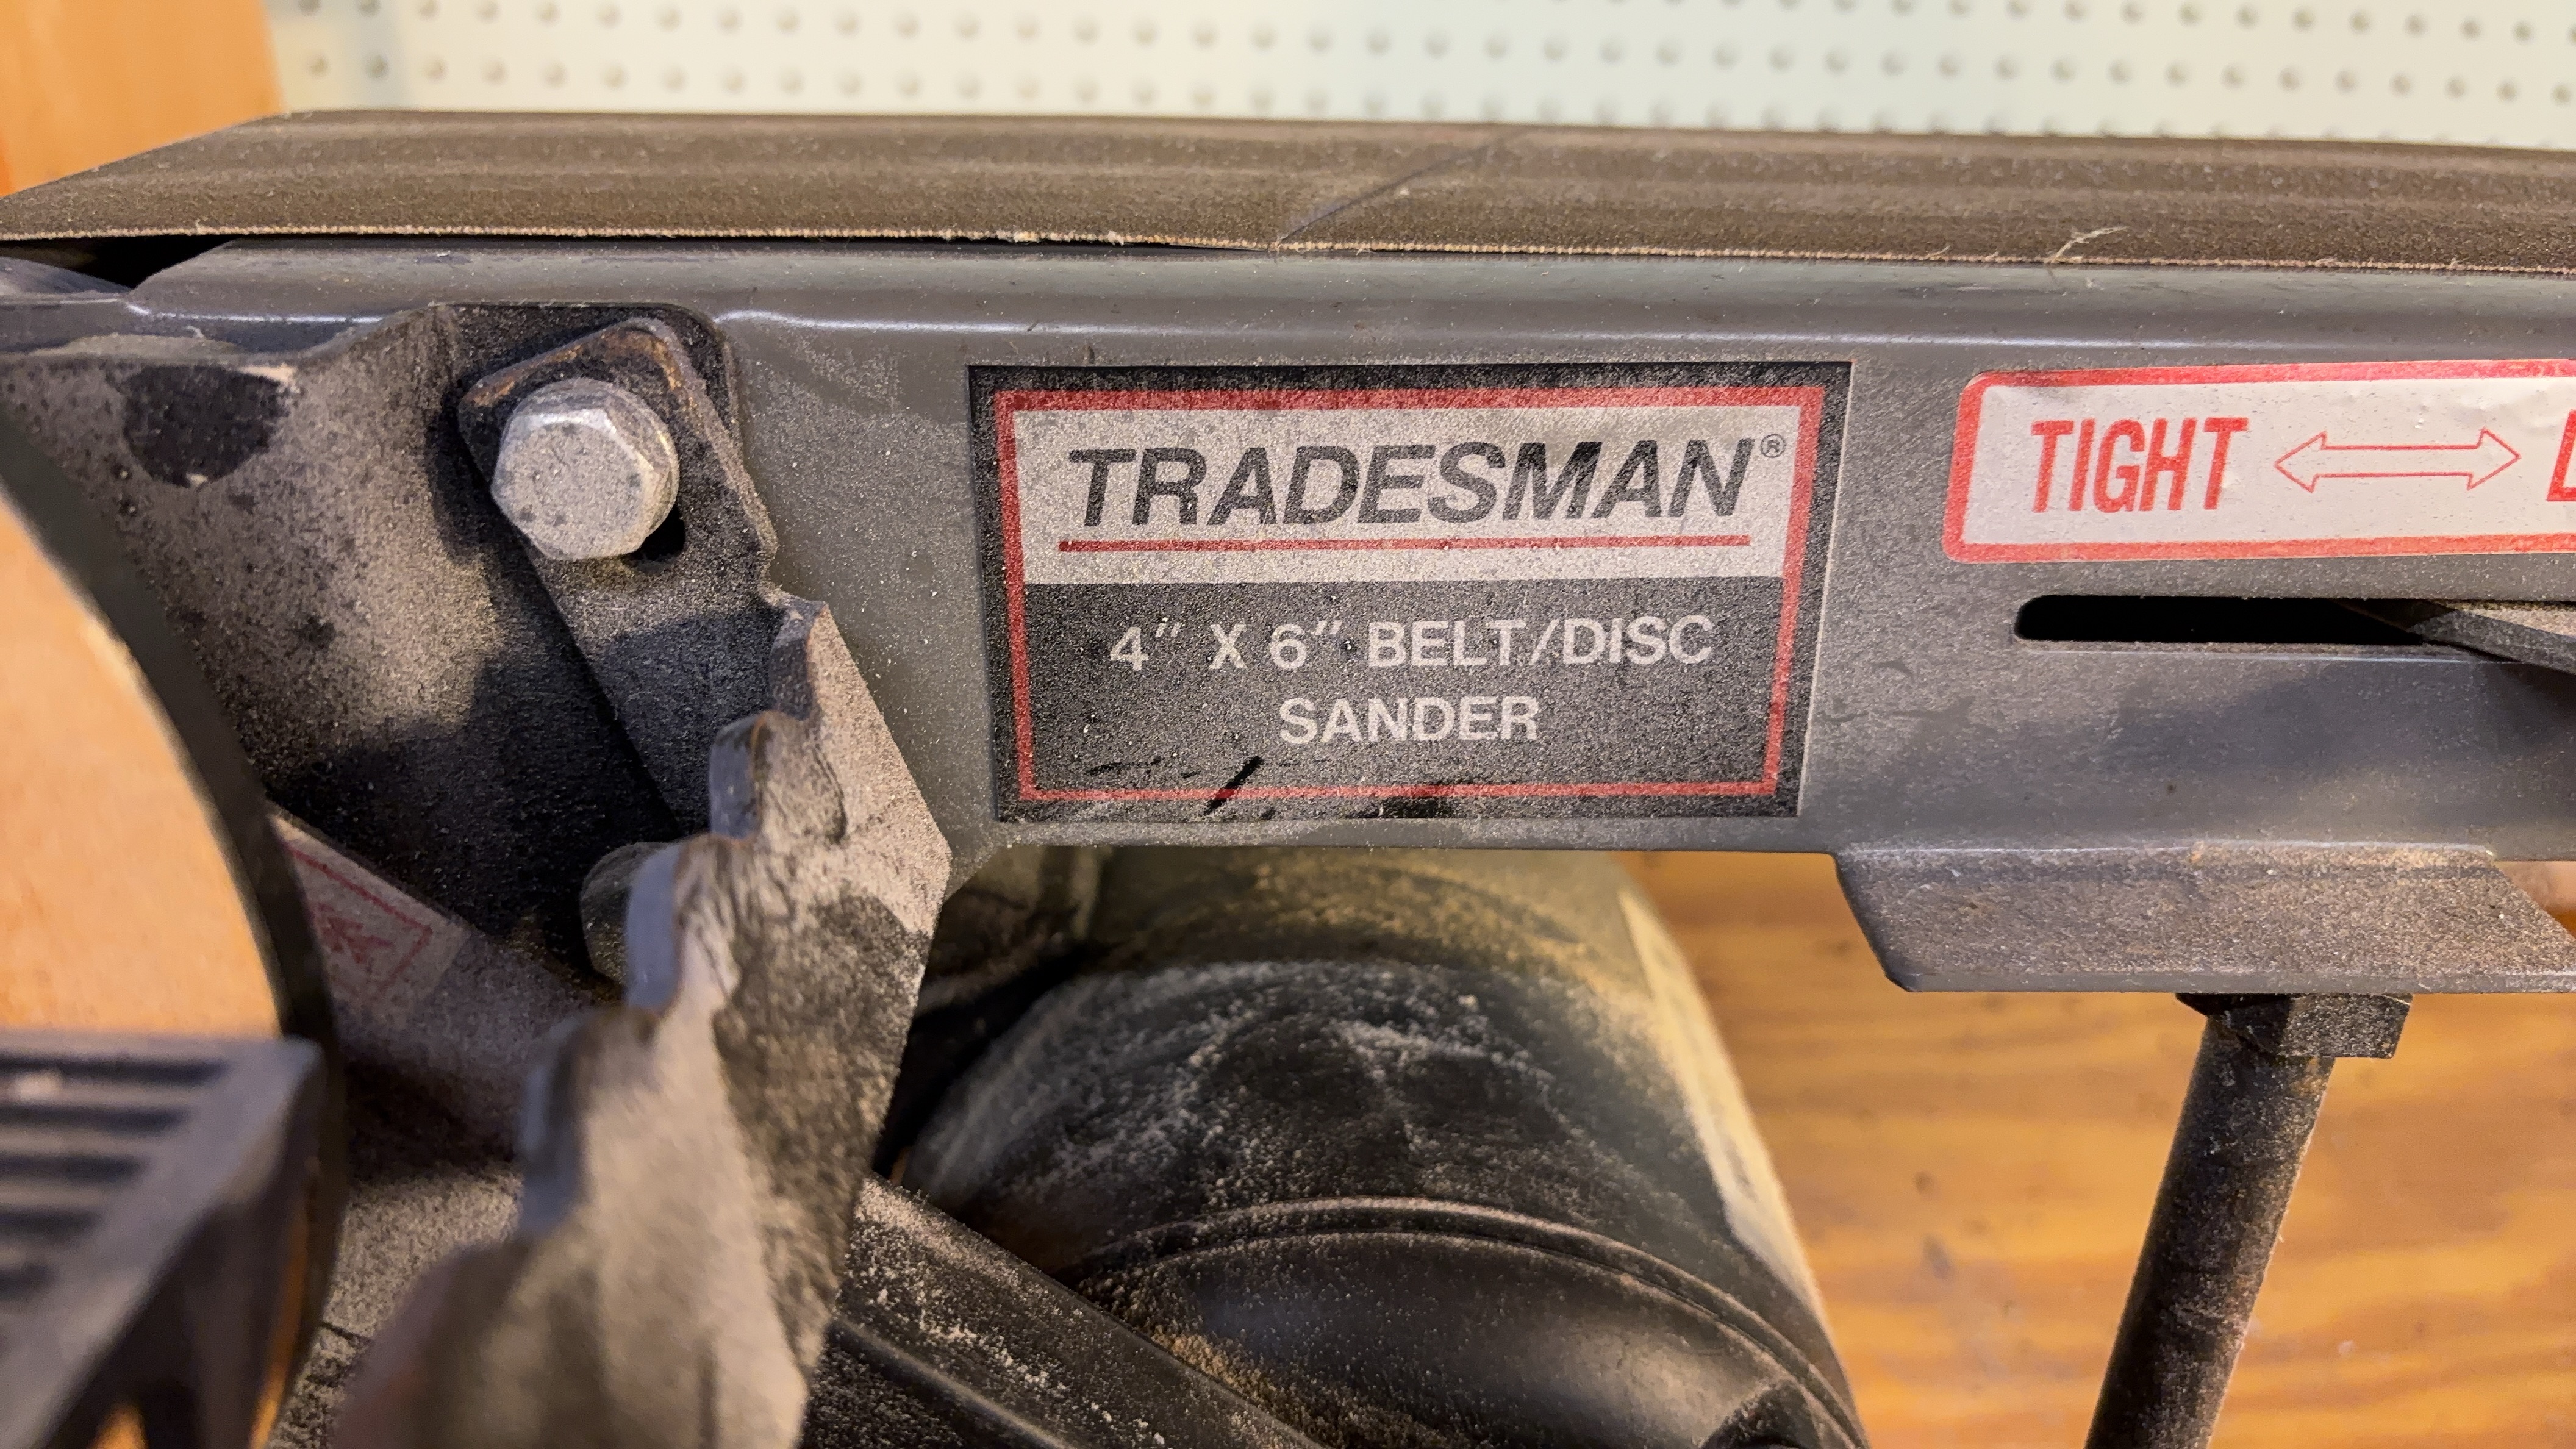 TRADESMAN®
TIGHT
4" X 6" BELT/DISC
SANDER